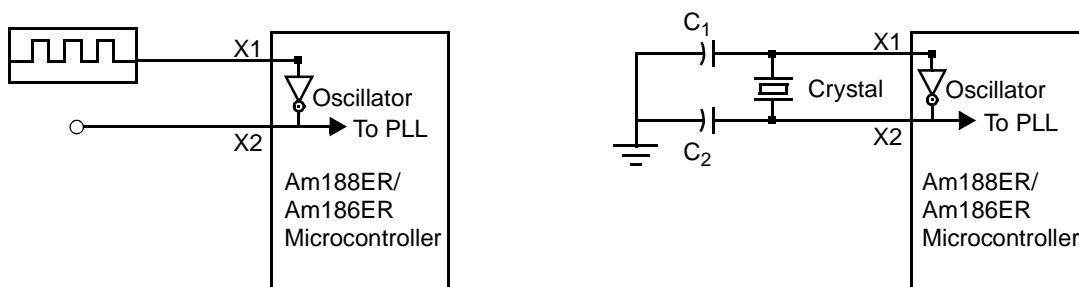 X1
Oscillator
To PLL
X2
Am188ER/
Am186ER
Microcontroller
C1
X1
Crystal
Oscillator
To PLL
X2
C2
Am188ER/
Am186ER
Microcontroller